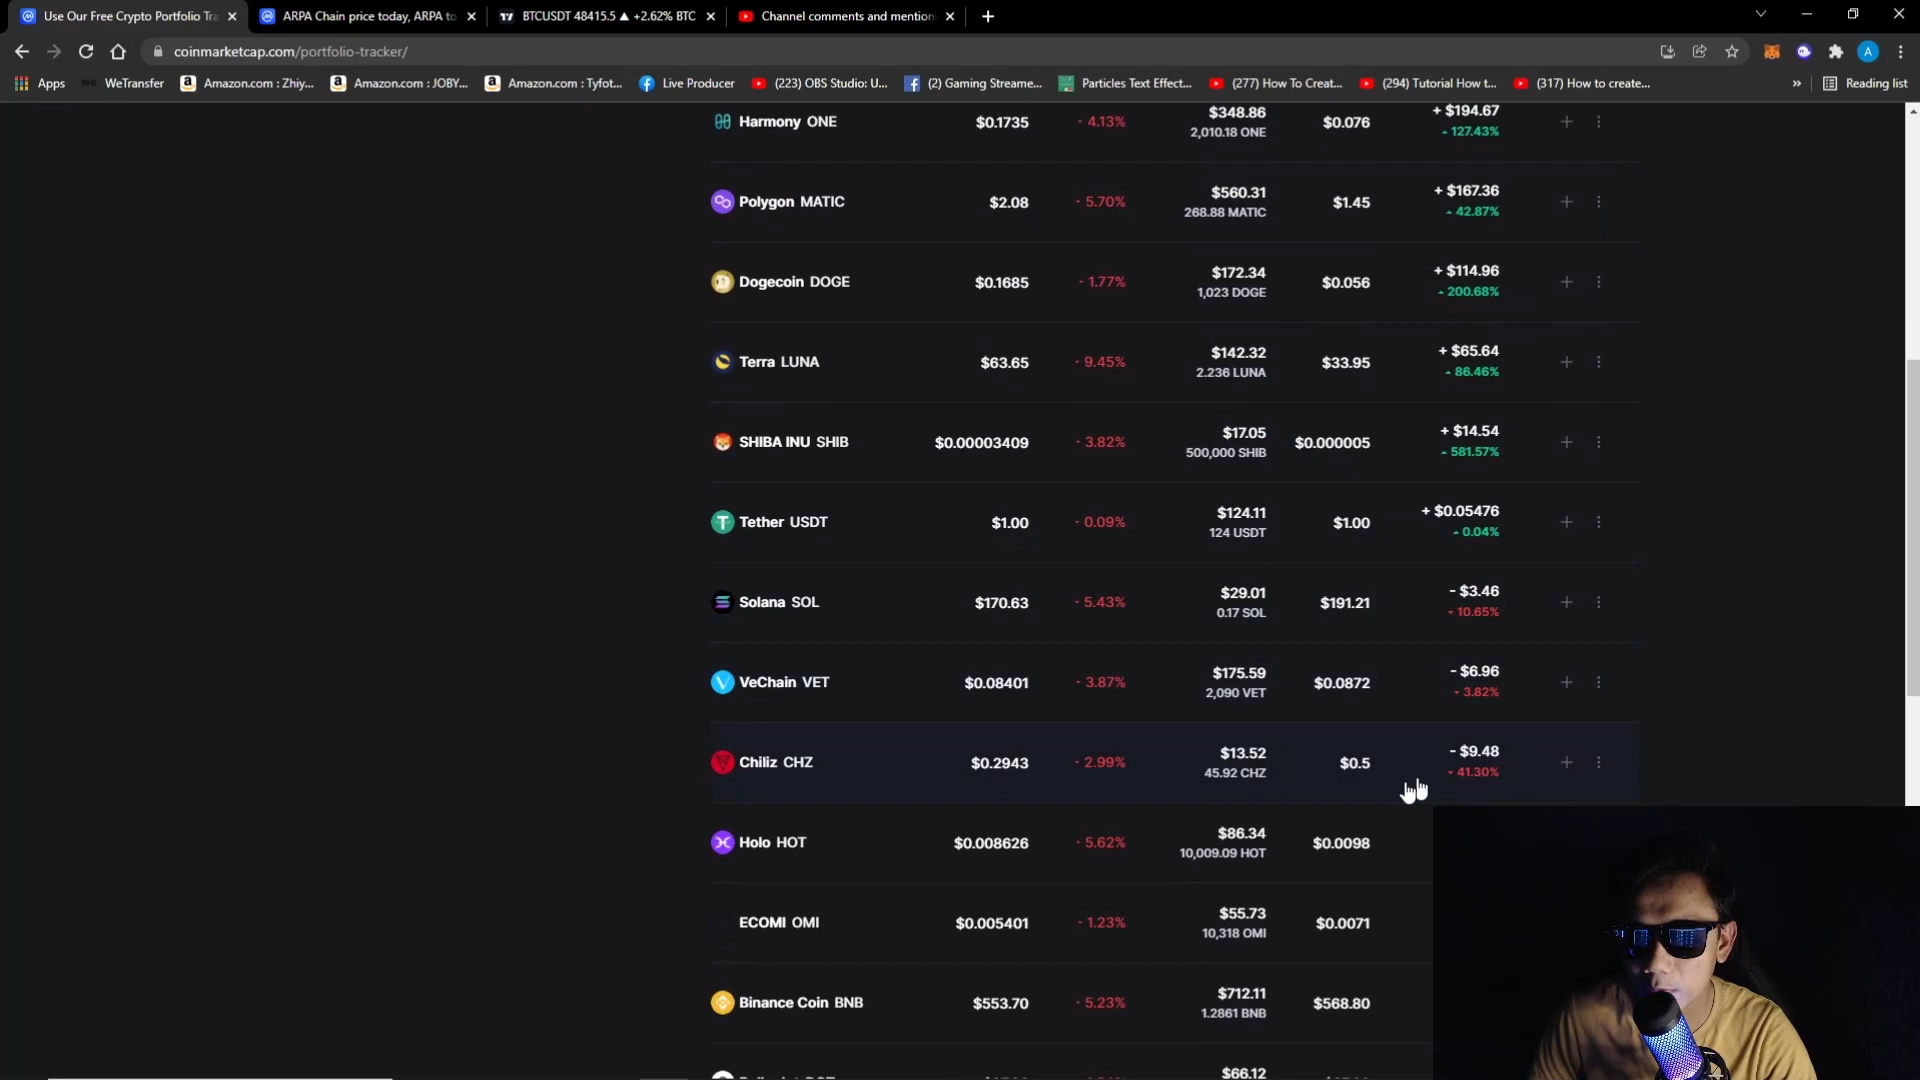 Use Our Free Crypto Portfolio Tra
ARPA Chain price today, ARPA to
BTCUSDT 48415.5 ▲ +2.62% BTC
Channel comments and mention
coinmarketcap.com/portfolio-tracker/
A
Apps
WeTransfer
Amazon.com : Zhiy...
Amazon.com : JOBY...
Amazon.com : Tyfot...
Live Producer
(223) OBS Studio: U...
(2) Gaming Streame...
Particles Text Effect...
(277) How To Create...
(294) Tutorial How t...
(317) How to create...
»
Reading list
Harmony ONE $0.1735 - 4.13% $348.86 $0.076 + $194.67
2,010.18 ONE 127.43%
Polygon MATIC $2.08 - 5.70% $560.31 $1.45 + $167.36
268.88 MATIC 42.87%
Dogecoin DOGE $0.1685 - 1.77% $172.34 $0.056 + $114.96
1,023 DOGE 200.68%
Terra LUNA $63.65 - 9.45% $142.32 $33.95 + $65.64
2.236 LUNA 86.46%
SHIBA INU SHIB $0.00003409 - 3.82% $17.05 $0.000005 + $14.54
500,000 SHIB 581.57%
Tether USDT $1.00 - 0.09% $124.11 $1.00 + $0.05476
124 USDT 0.04%
Solana SOL $170.63 - 5.43% $29.01 $191.21 - $3.46
0.17 SOL 10.65%
VeChain VET $0.08401 - 3.87% $175.59 $0.0872 - $6.96
2,090 VET 3.82%
Chiliz CHZ $0.2943 - 2.99% $13.52 $0.5 - $9.48
45.92 CHZ 41.30%
Holo HOT $0.008626 - 5.62% $86.34 $0.0098
10,009.09 HOT
ECOMI OMI $0.005401 - 1.23% $55.73 $0.0071
10,318 OMI
Binance Coin BNB $553.70 - 5.23% $712.11 $568.80
1.2861 BNB
$66.12